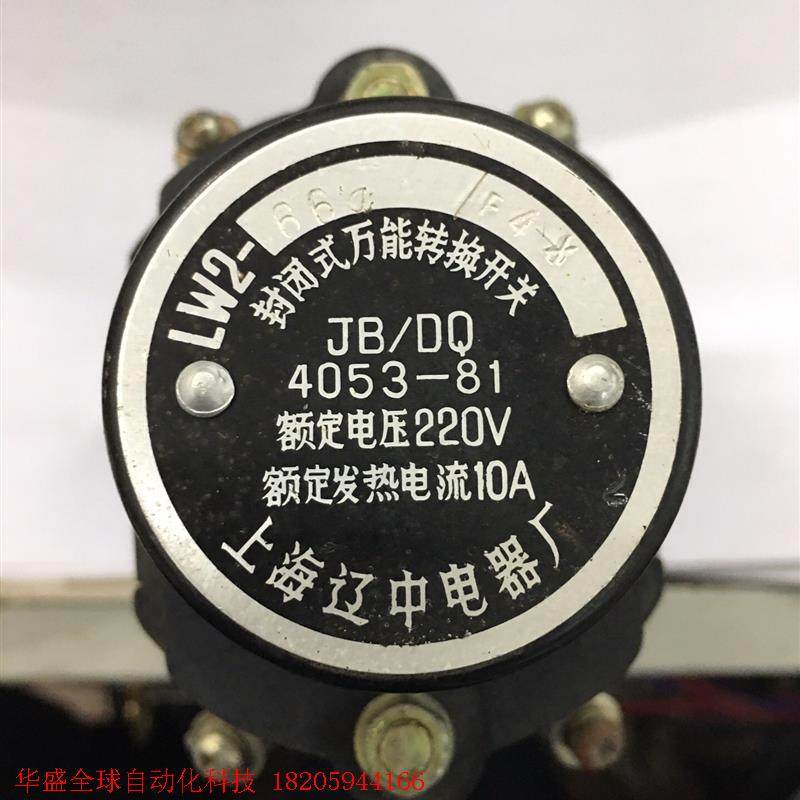 LW2-
66a /F4-X
封闭式万能转换开关
JB/DQ
4053-81
额定电压220V
额定发热电流10A
上海辽中电器厂
华盛全球自动化科技 18205944166